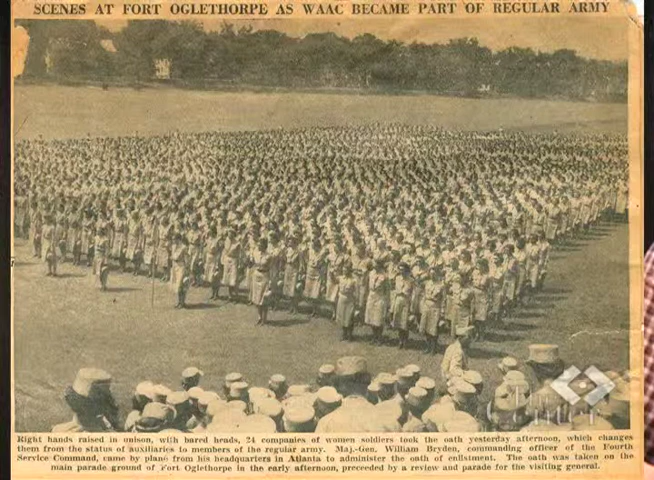 SCENES AT FORT OGLETHORPE AS WAAC BECAME PART OF REGULAR ARMY
Right hands raised in unison, with bared heads, 24 companies of women soldiers took the oath yesterday afternoon, which changes
them from the status of auxiliaries to members of the regular army. Maj.-Gen. William Bryden, commanding officer of the Fourth
Service Command, came by plane from his headquarters in Atlanta to administer the oath of enlistment. The oath was taken on the
main parade ground of Fort Oglethorpe in the early afternoon, preceeded by a review and parade for the visiting general.